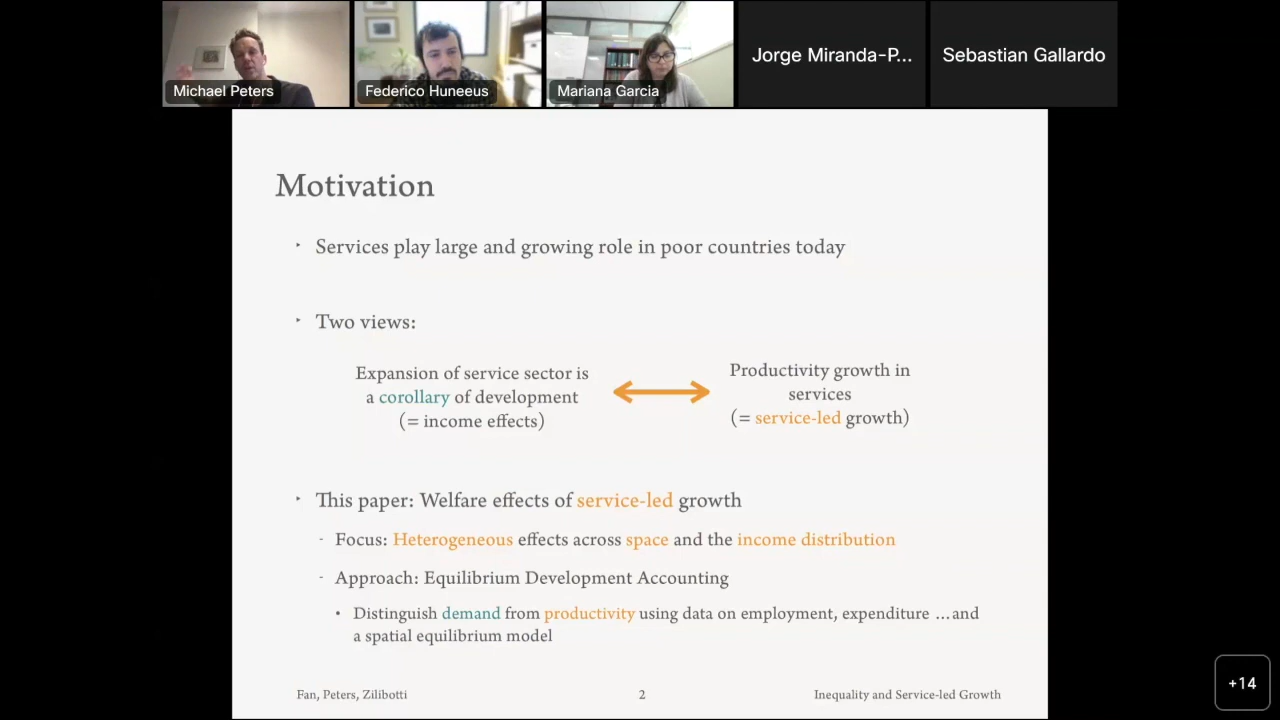 Michael Peters
Federico Huneeus
Mariana Garcia
Jorge Miranda-P...
Sebastian Gallardo
Motivation
‣ Services play large and growing role in poor countries today
‣ Two views:
Expansion of service sector is
a corollary of development
(= income effects)
Productivity growth in
services
(= service-led growth)
‣ This paper: Welfare effects of service-led growth
- Focus: Heterogeneous effects across space and the income distribution
- Approach: Equilibrium Development Accounting
• Distinguish demand from productivity using data on employment, expenditure …and
a spatial equilibrium model
Fan, Peters, Zilibotti
2
Inequality and Service-led Growth
+14